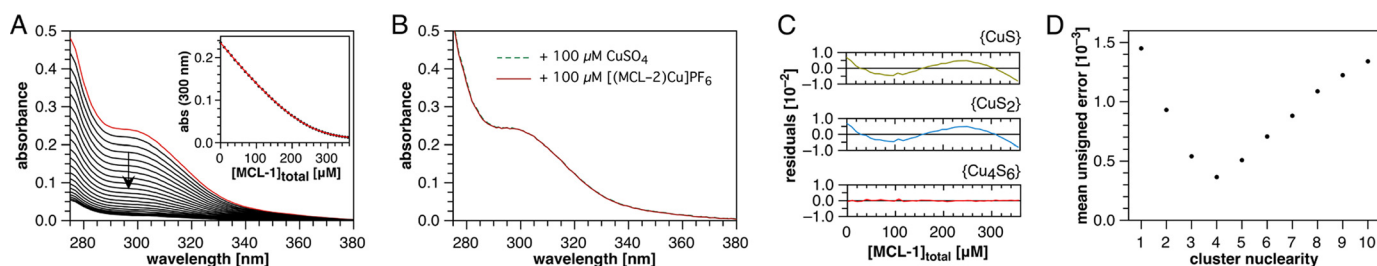 A
0.5
0.4
0.3
0.2
0.1
0.0
absorbance
280 300 320 340 360 380
wavelength [nm]
abs (300 nm)
0.20
0.10
0.0
0 100 200 300
[MCL-1]total [µM]
B
0.5
0.4
0.3
0.2
0.1
0.0
absorbance
+ 100 µM CuSO4
+ 100 µM [(MCL-2)Cu]PF6
280 300 320 340 360 380
wavelength [nm]
C
{CuS}
1.0
0.0
−1.0
{CuS2}
1.0
0.0
−1.0
{Cu4S6}
1.0
0.0
−1.0
residuals [10-2]
0 100 200 300
[MCL-1]total [µM]
D
1.5
1.0
0.5
0.0
mean unsigned error [10-3]
1 2 3 4 5 6 7 8 9 10
cluster nuclearity